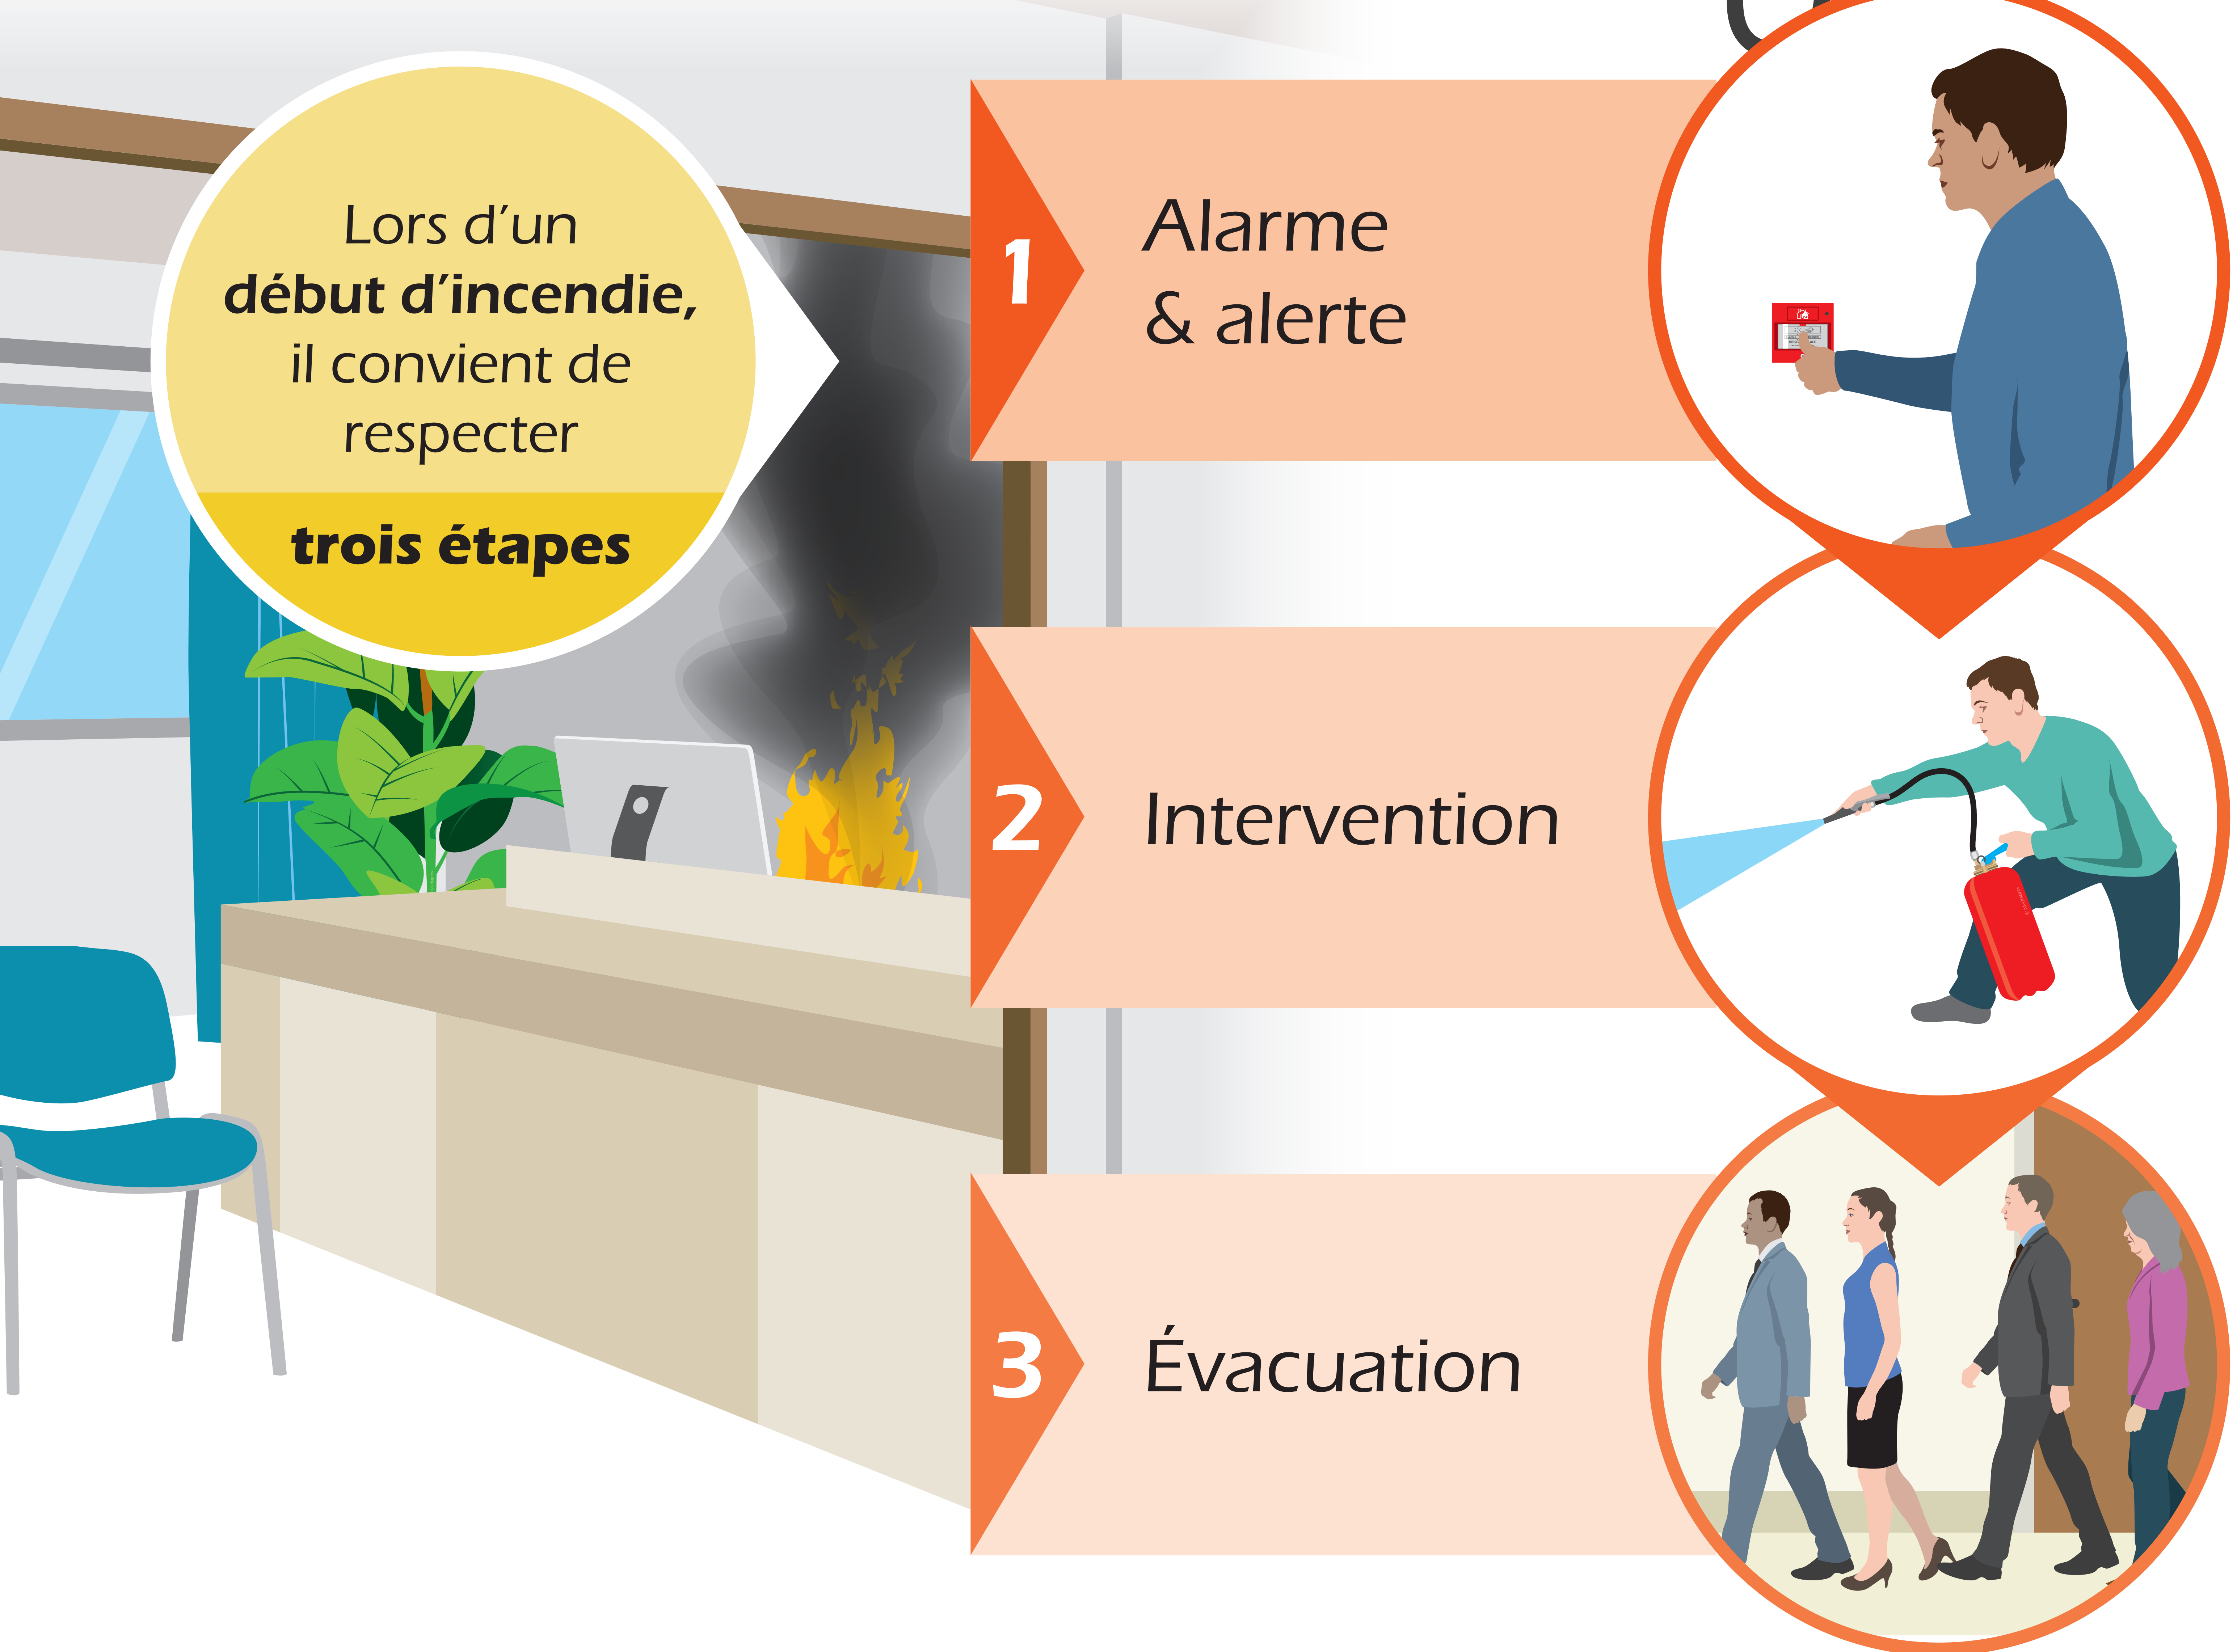 Lors d'un
début d'incendie,
il convient de
respecter
trois étapes
1
Alarme
& alerte
2
Intervention
3
Évacuation